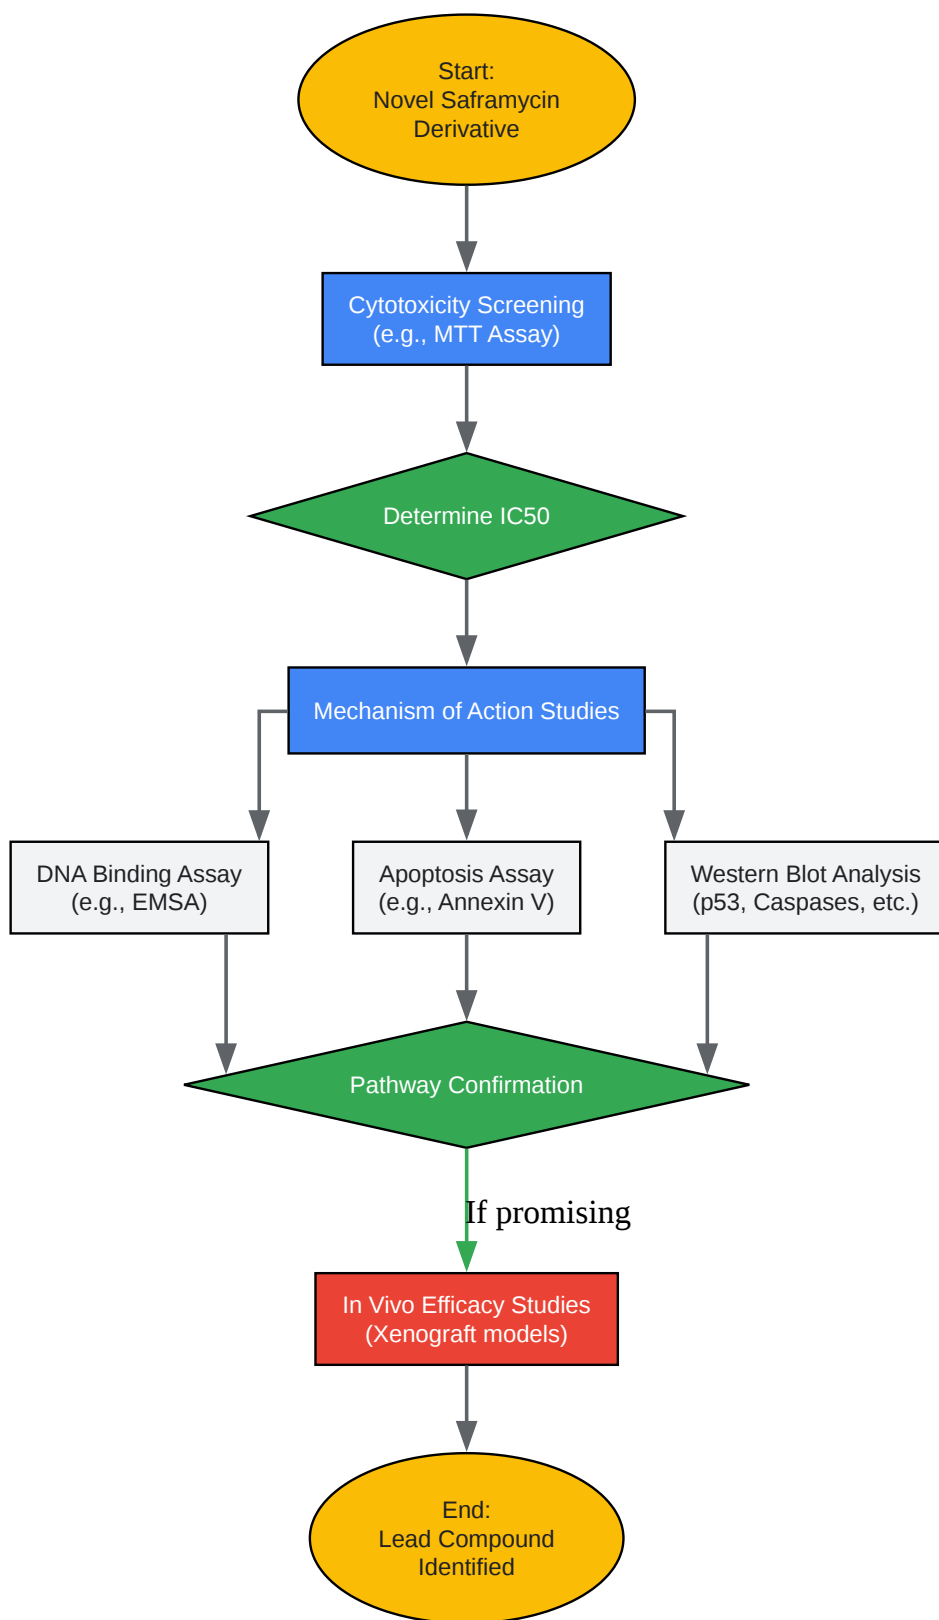 Start:
Novel Saframycin
Derivative
Cytotoxicity Screening
(e.g., MTT Assay)
Determine IC50
Mechanism of Action Studies
DNA Binding Assay
(e.g., EMSA)
Apoptosis Assay
(e.g., Annexin V)
Western Blot Analysis
(p53, Caspases, etc.)
Pathway Confirmation
If promising
In Vivo Efficacy Studies
(Xenograft models)
End:
Lead Compound
Identified